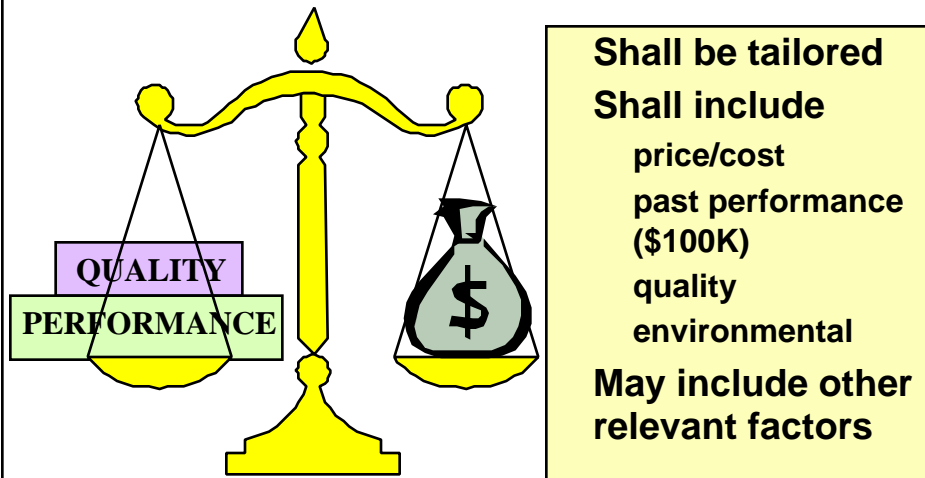 QUALITY
PERFORMANCE
$
Shall be tailored
Shall include
price/cost
past performance
($100K)
quality
environmental
May include other
relevant factors